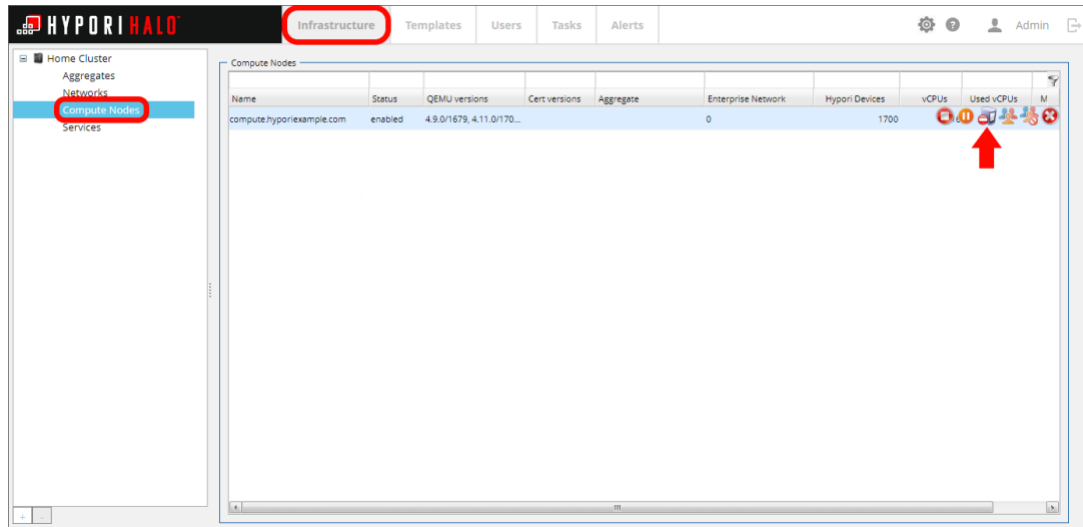 HYPORI HALO
Infrastructure Templates Users Tasks Alerts Admin
Home Cluster
Aggregates
Networks
Compute Nodes
Services
Compute Nodes
Name Status QEMU versions Cert versions Aggregate Enterprise Network Hypori Devices vCPUs Used vCPUs M
compute.hyporiexample.com enabled 4.9.0/1679, 4.11.0/170... 0 1700